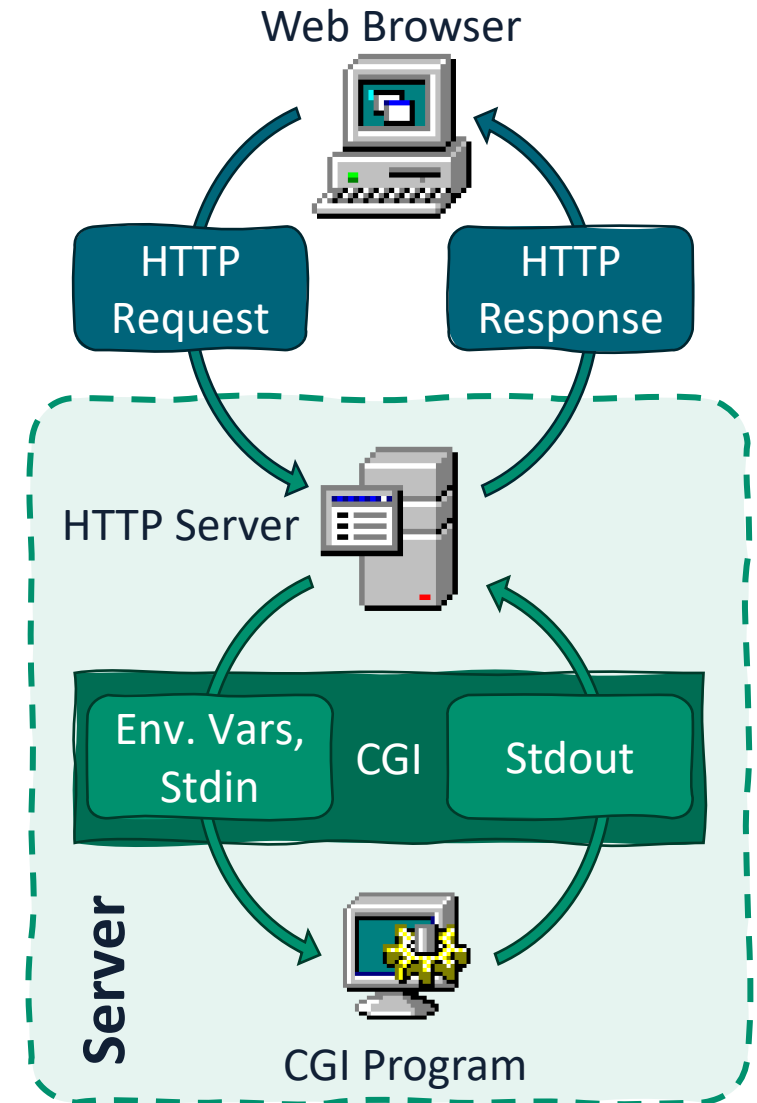 Web Browser
HTTP
Request
HTTP
Response
HTTP Server
Env. Vars,
Stdin
CGI
Stdout
Server
CGI Program